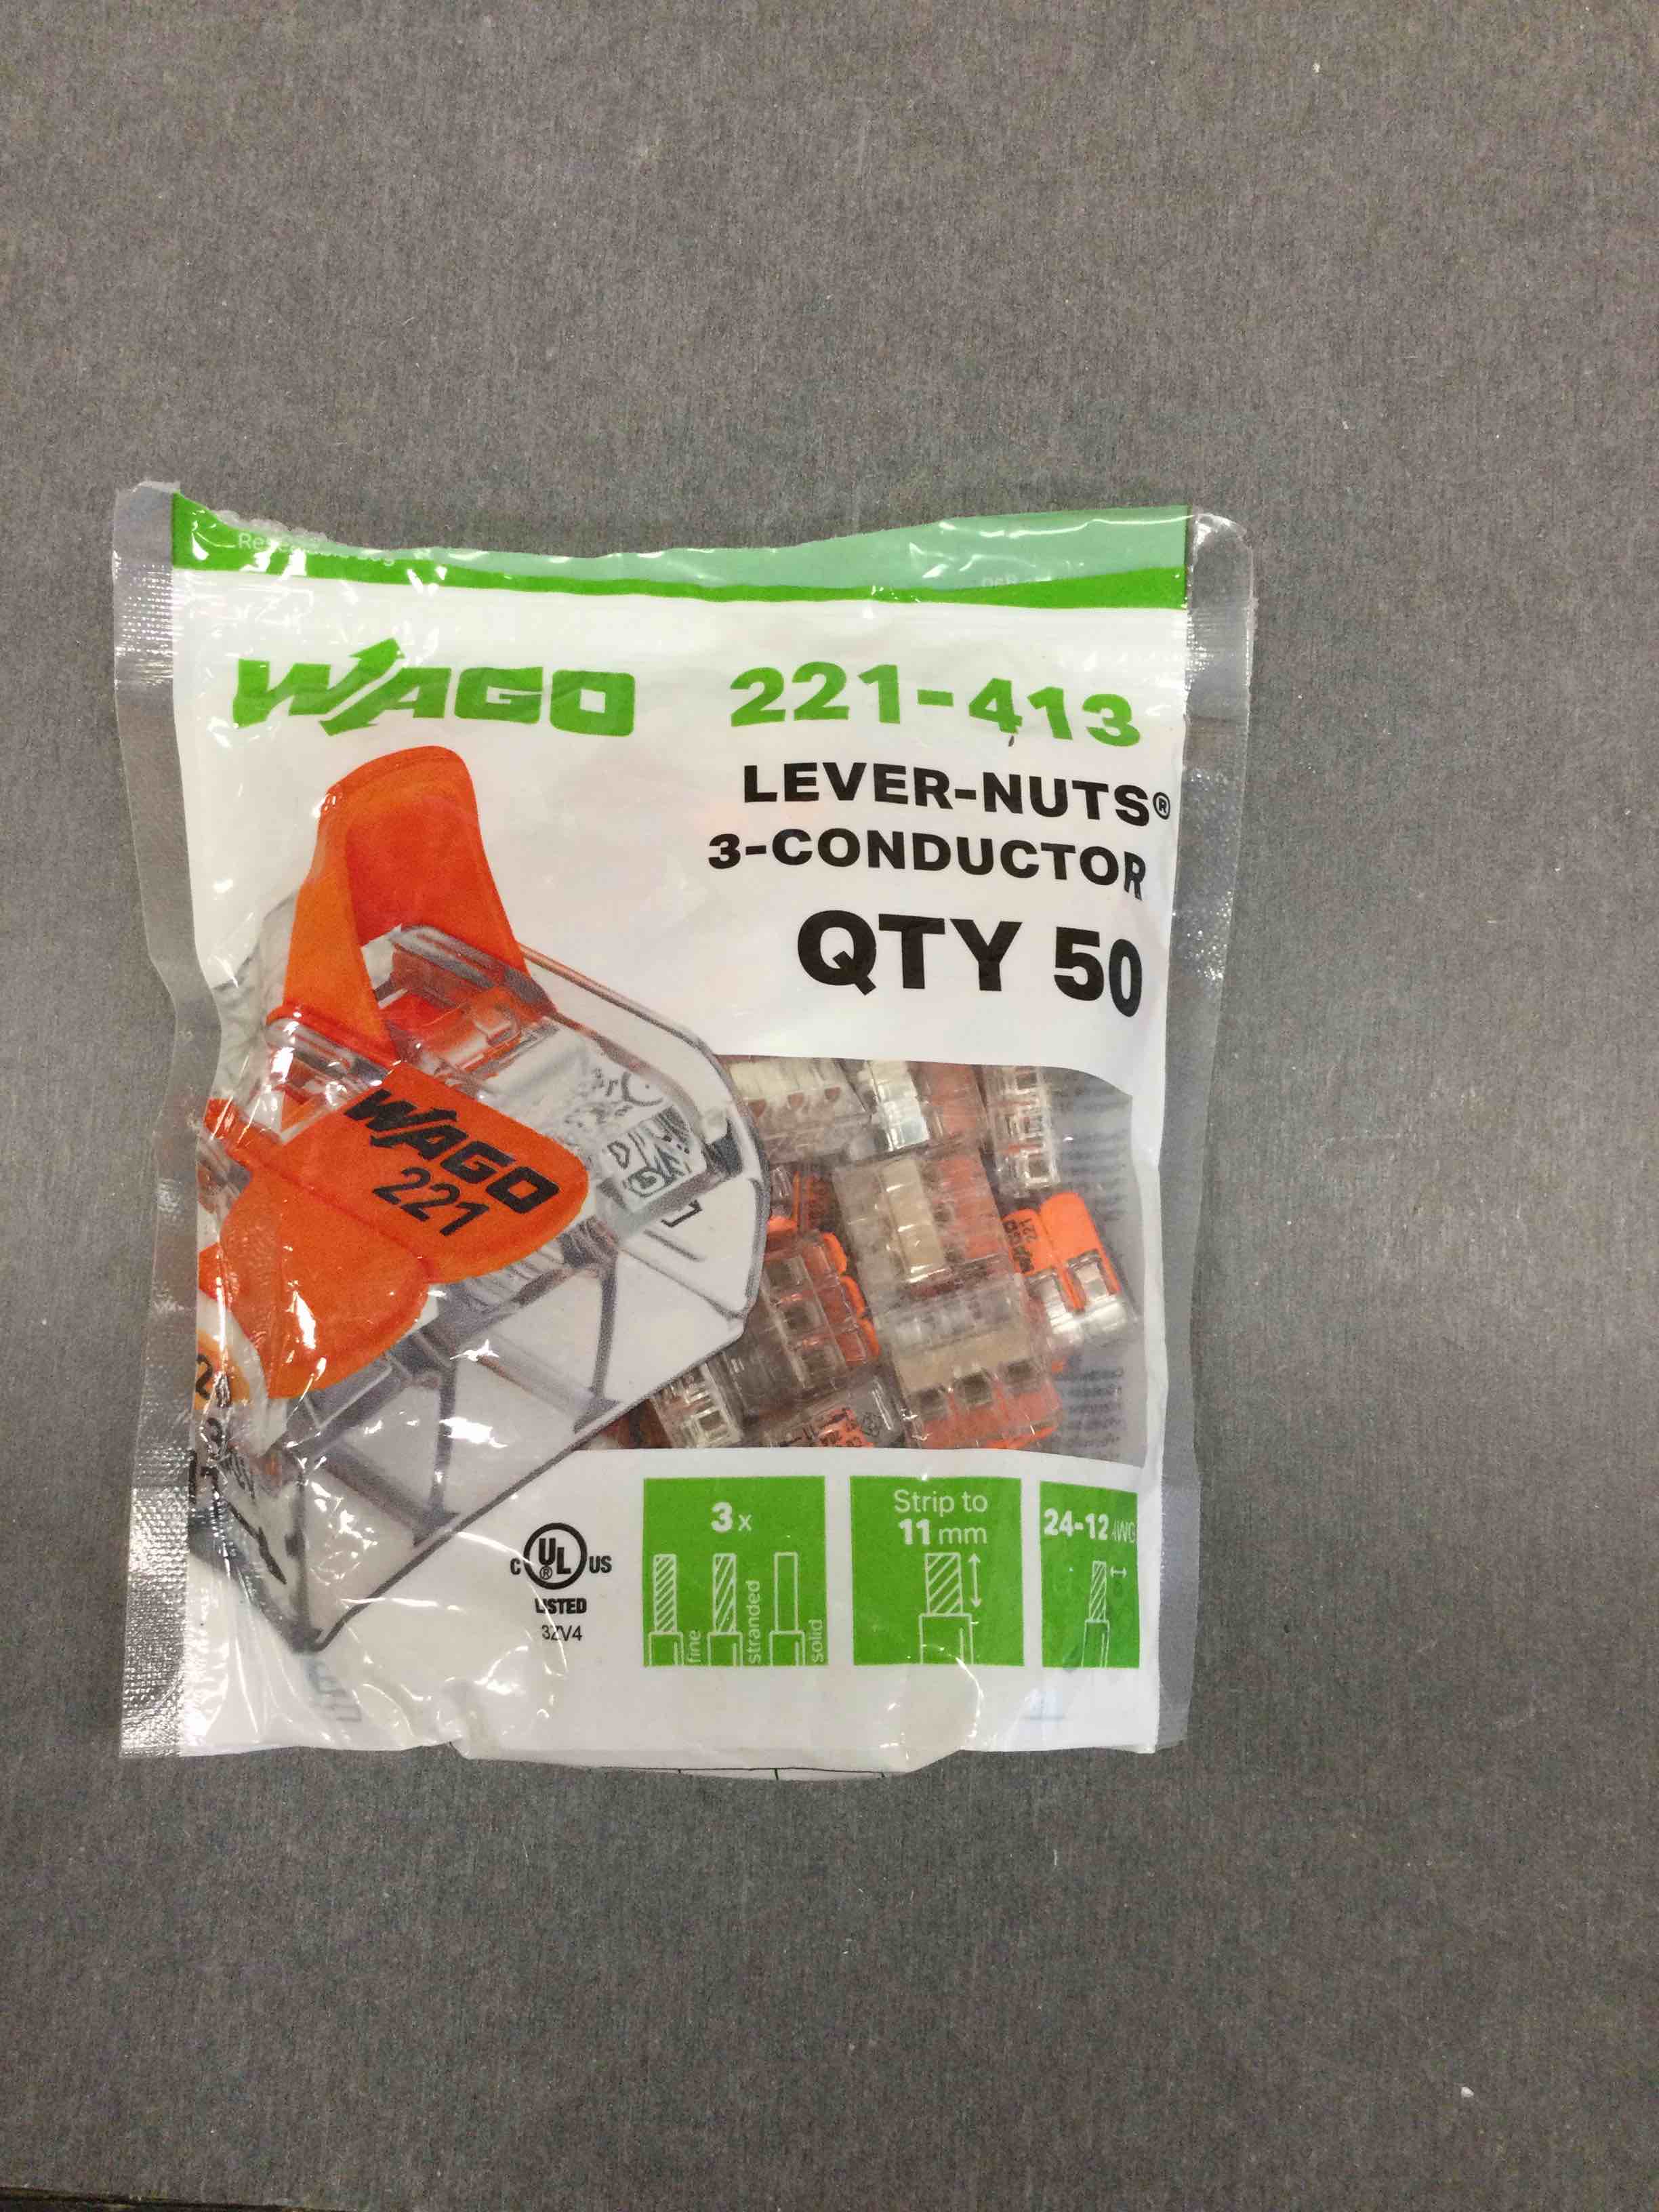 WAGO
221-413
LEVER-NUTS®
3-CONDUCTOR
QTY 50
WAGO
221
C UL® US
LISTED
3ZV4
3x
fine
stranded
solid
Strip to
11 mm
24-12 AWG